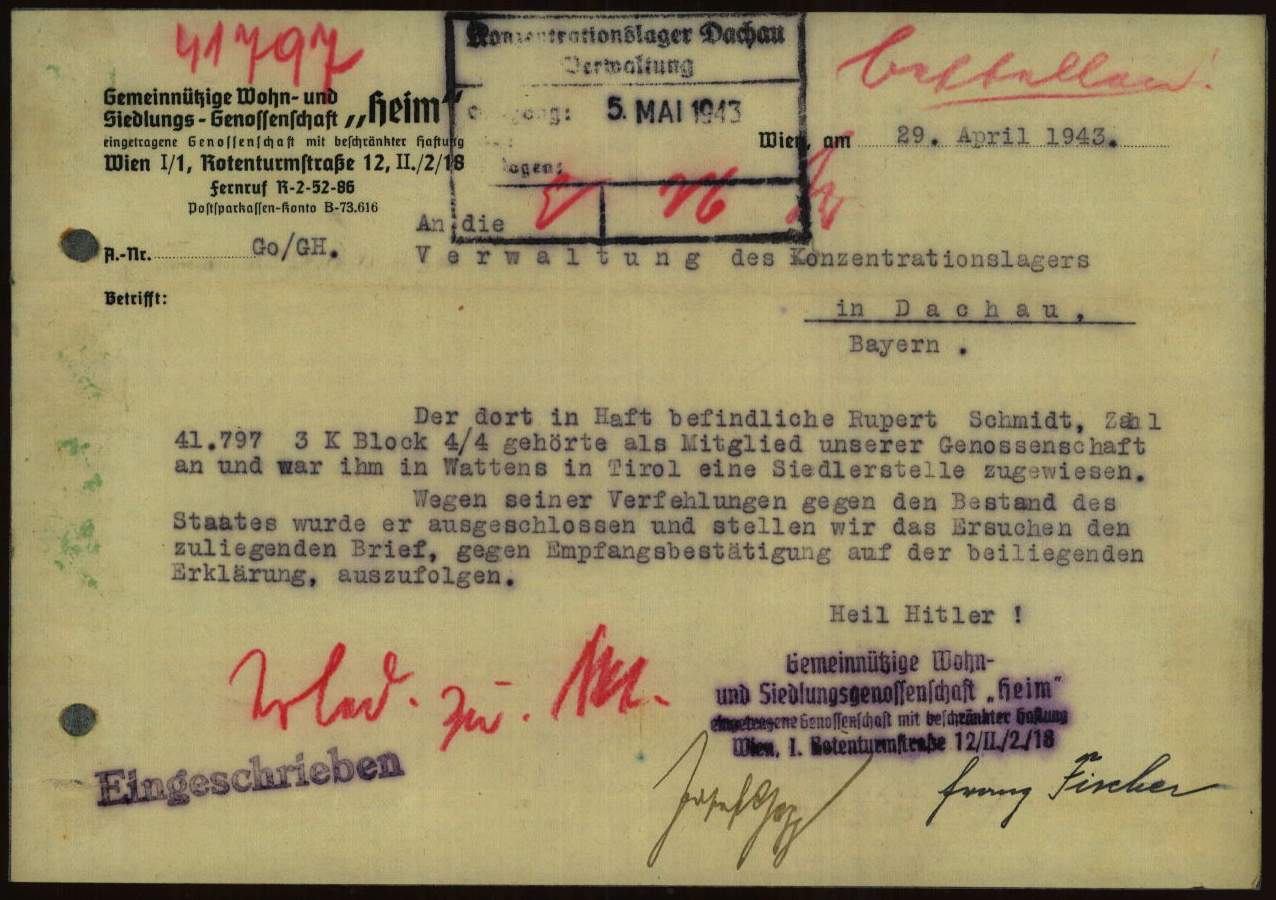 41797
Konzentrationslager Dachau
Verwaltung
5. MAI 1943
Gemeinnützige Wohn- und
Siedlungs-Genossenschaft „Heim“
eingetragene Genossenschaft mit beschränkter Haftung
Wien I/1, Rotenturmstraße 12, II./2/18
Fernruf R-2-52-86
Postsparkassen-Konto B-73.616
Wien, am 29. April 1943.
A.-Nr. Go/GH.
An die
Verwaltung des Konzentrationslagers
Betrifft:
in Dachau,
Bayern .
Der dort in Haft befindliche Rupert Schmidt, Zahl
41.797 3 K Block 4/4 gehörte als Mitglied unserer Genossenschaft
an und war ihm in Wattens in Tirol eine Siedlerstelle zugewiesen.
Wegen seiner Verfehlungen gegen den Bestand des
Staates wurde er ausgeschlossen und stellen wir das Ersuchen den
zuliegenden Brief, gegen Empfangsbestätigung auf der beiliegenden
Erklärung, auszufolgen.
Heil Hitler !
Gemeinnützige Wohn-
und Siedlungsgenossenschaft „Heim“
eingetragene Genossenschaft mit beschränkter Haftung
Wien, I. Rotenturmstraße 12/II./2/18
Eingeschrieben
Franz Fischer